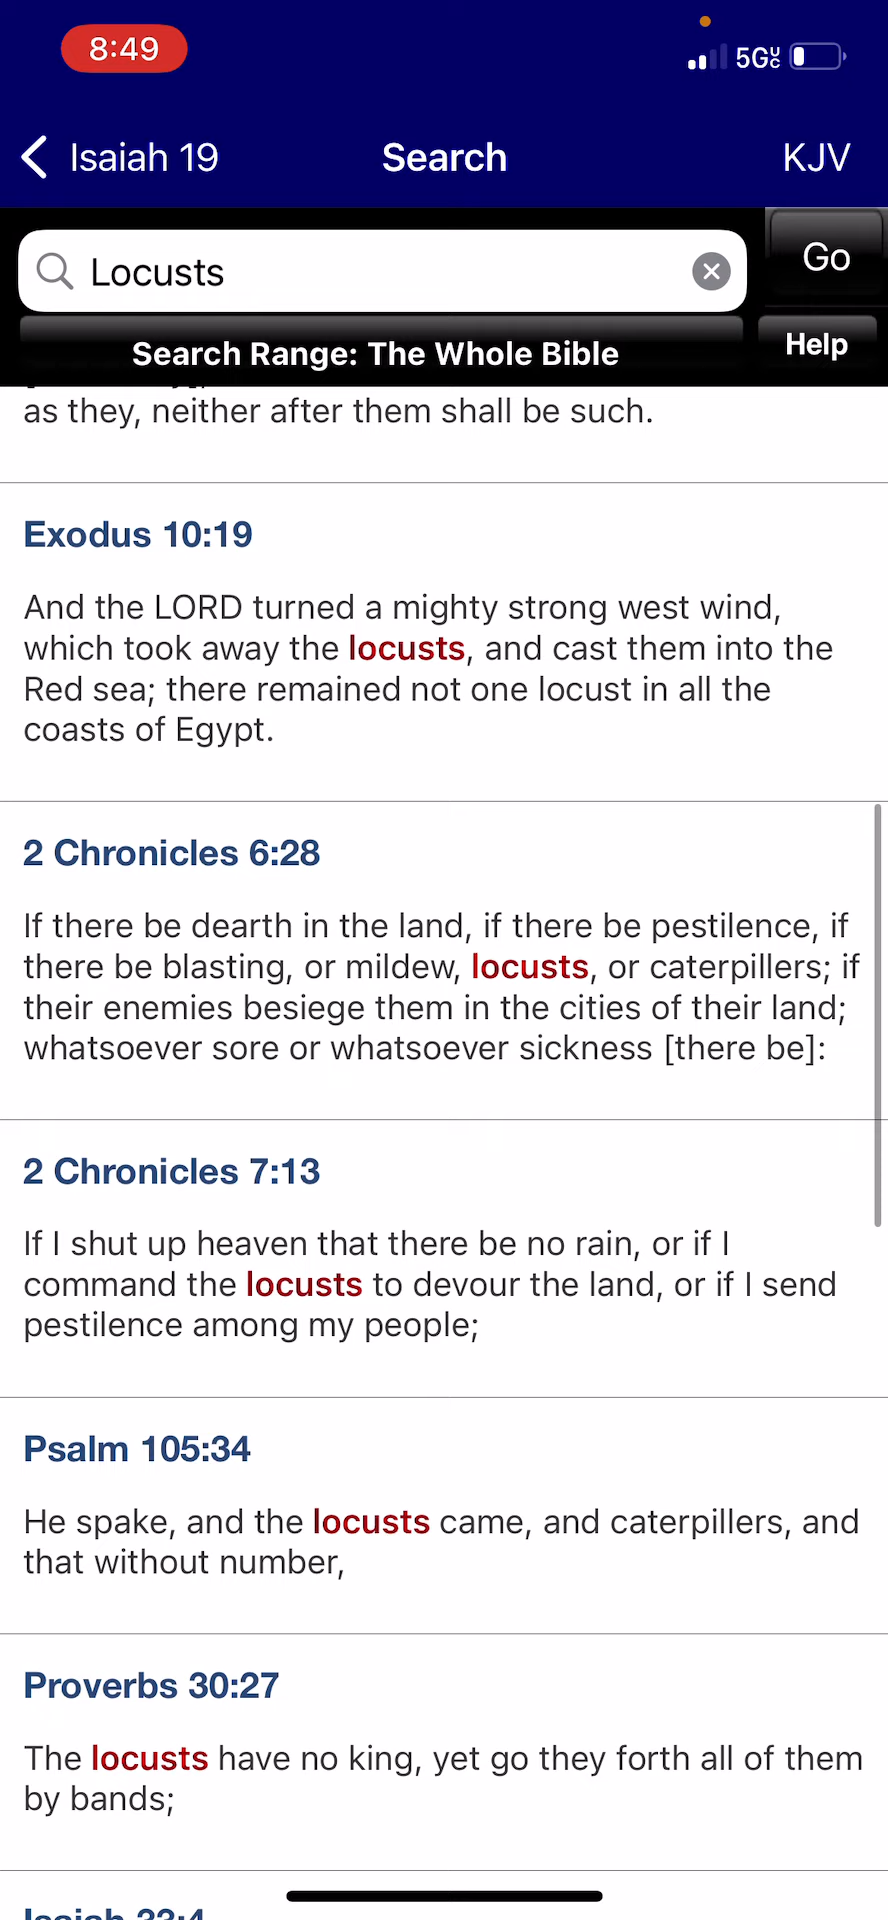 8:49
5G UC
Isaiah 19
Search
KJV
Locusts
Go
Search Range: The Whole Bible
Help
as they, neither after them shall be such.
Exodus 10:19
And the LORD turned a mighty strong west wind,
which took away the locusts, and cast them into the
Red sea; there remained not one locust in all the
coasts of Egypt.
2 Chronicles 6:28
If there be dearth in the land, if there be pestilence, if
there be blasting, or mildew, locusts, or caterpillers; if
their enemies besiege them in the cities of their land;
whatsoever sore or whatsoever sickness [there be]:
2 Chronicles 7:13
If I shut up heaven that there be no rain, or if I
command the locusts to devour the land, or if I send
pestilence among my people;
Psalm 105:34
He spake, and the locusts came, and caterpillers, and
that without number,
Proverbs 30:27
The locusts have no king, yet go they forth all of them
by bands;
Isaiah 33:4